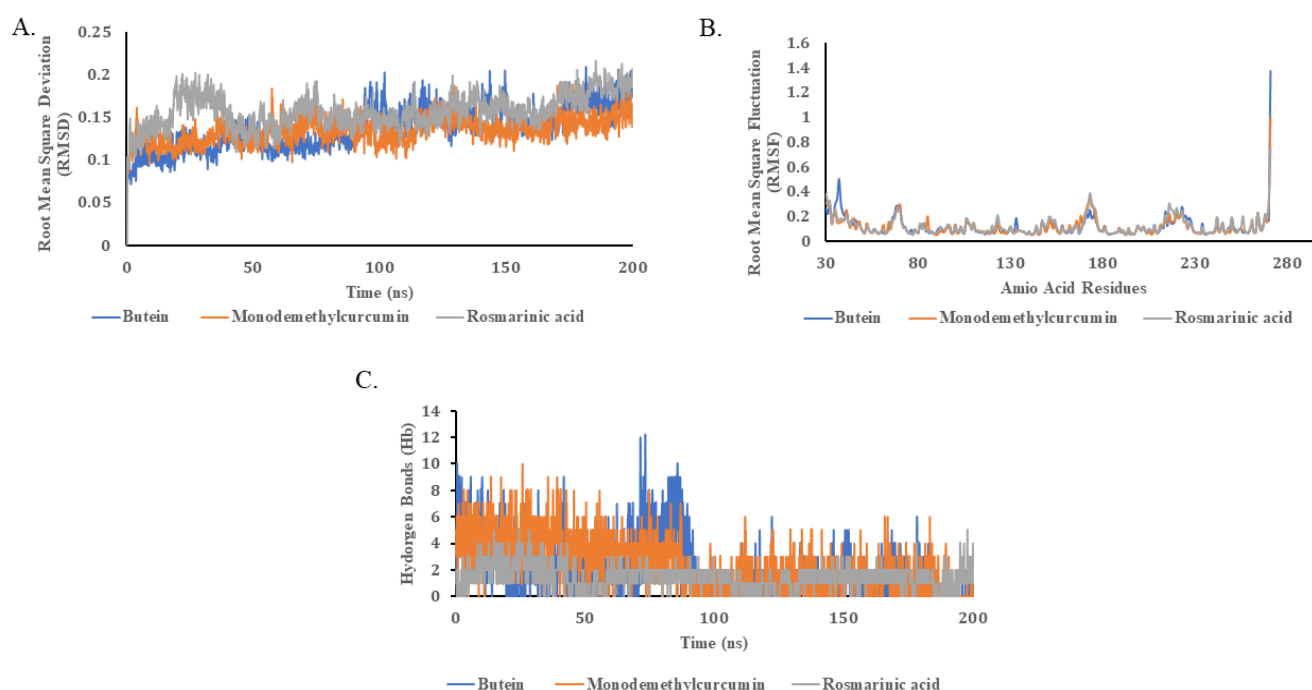 A.
Root Mean Square Deviation
(RMSD)
0.25
0.2
0.15
0.1
0.05
0
0 50 100 150 200
Time (ns)
Butein Monodemethylcurcumin Rosmarinic acid
B.
Root Mean Square Fluctuation
(RMSF)
1.6
1.4
1.2
1
0.8
0.6
0.4
0.2
0
30 80 130 180 230 280
Amio Acid Residues
Butein Monodemethylcurcumin Rosmarinic acid
C.
Hydorgen Bonds (Hb)
14
12
10
8
6
4
2
0
0 50 100 150 200
Time (ns)
Butein Monodemethylcurcumin Rosmarinic acid